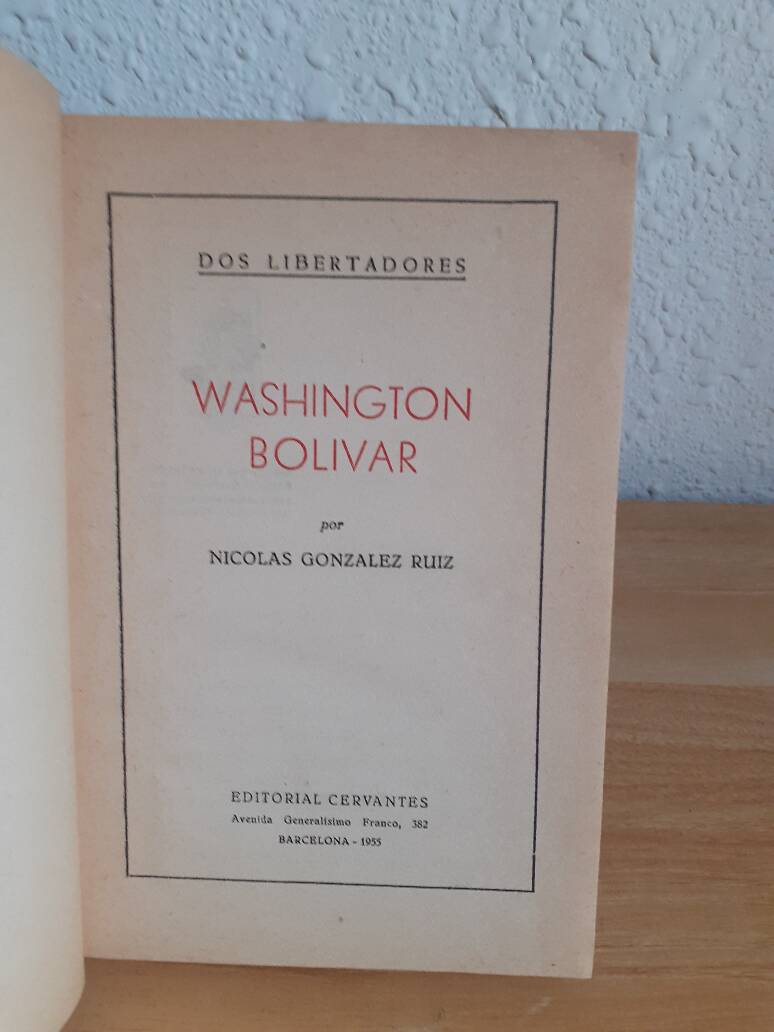 DOS LIBERTADORES
WASHINGTON
BOLIVAR
por
NICOLAS GONZALEZ RUIZ
EDITORIAL CERVANTES
Avenida Generalísimo Franco, 382
BARCELONA - 1955